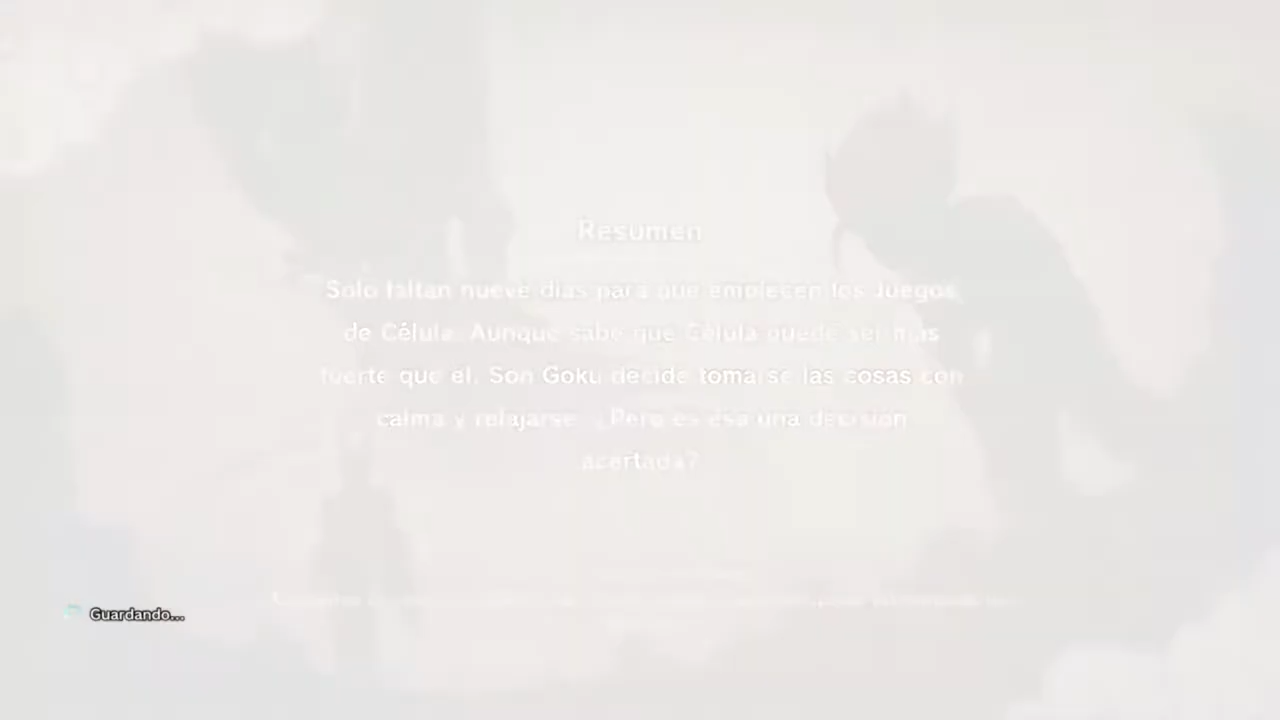 Resumen
Solo faltan nueve días para que empiecen los Juegos
de Célula. Aunque sabe que Célula puede ser más
fuerte que él, Son Goku decide tomarse las cosas con
calma y relajarse. ¿Pero es esa una decisión
acertada?
Guardando...